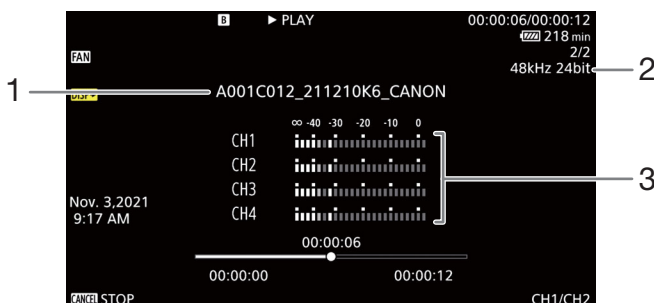 B ▶ PLAY 00:00:06/00:00:12
218 min
FAN 2/2
48kHz 24bit 2
1 DISP A001C012_211210K6_CANON
∞ -40 -30 -20 -10 0
CH1
CH2
CH3 3
CH4
Nov. 3,2021
9:17 AM
00:00:06
00:00:00 00:00:12
CANCEL STOP CH1/CH2